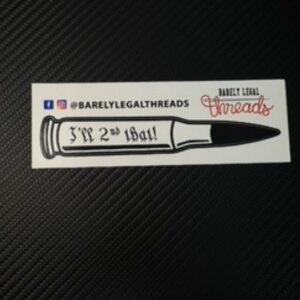 @BARELYLEGALTHREADS
BARELY LEGAL
threads
I'll 2nd that!